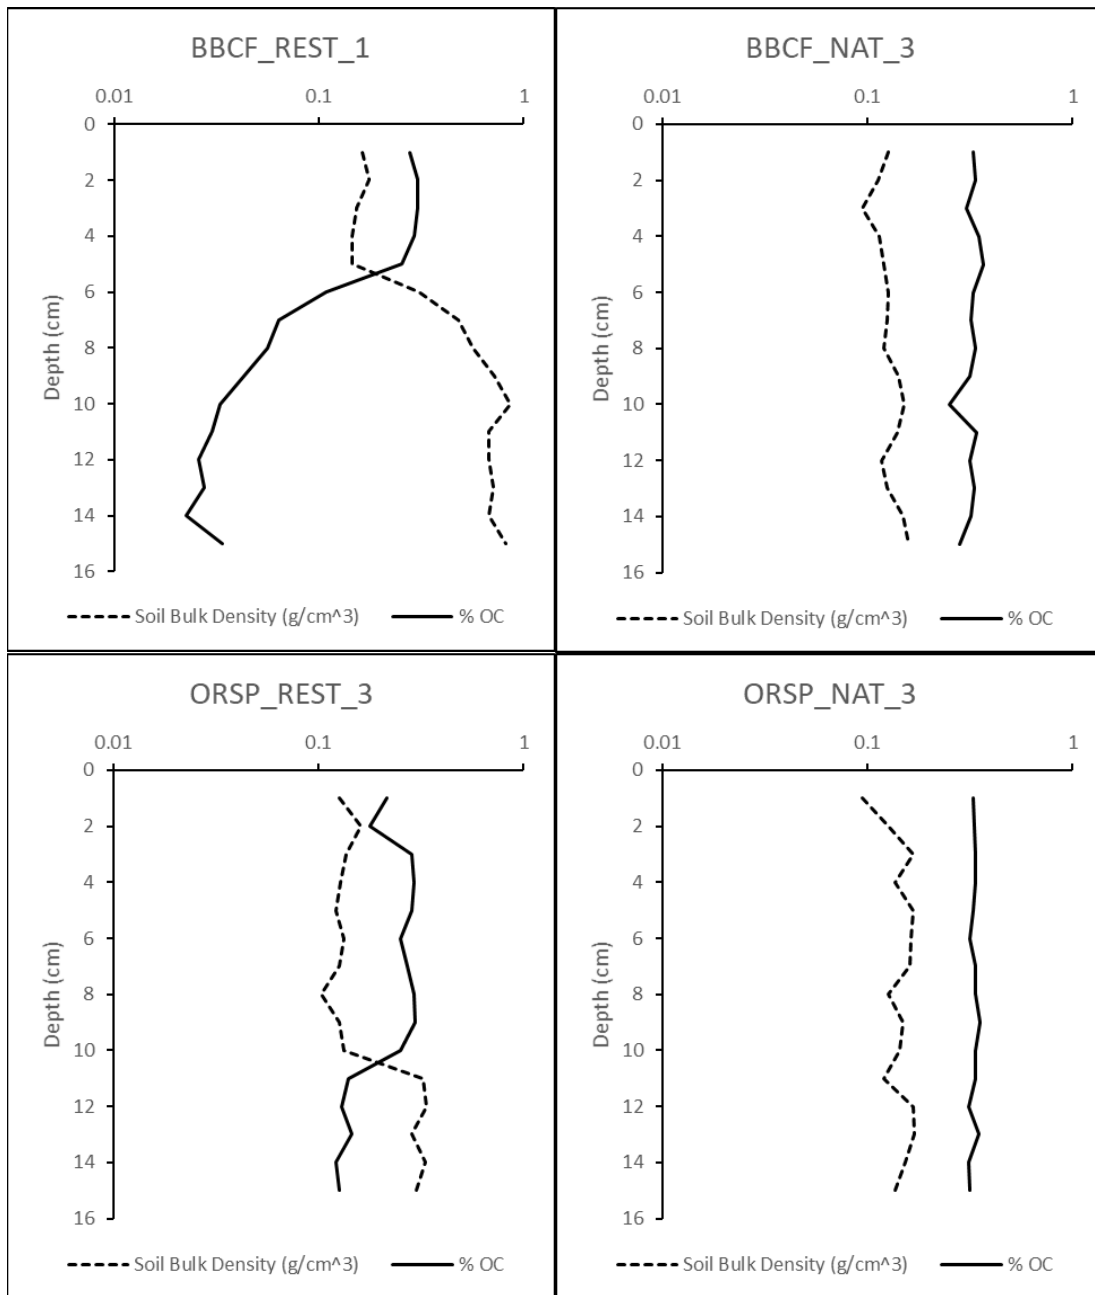 BBCF_REST_1
0.01 0.1 1
0
2
4
6
8
10
12
14
16
Depth (cm)
Soil Bulk Density (g/cm^3) % OC
BBCF_NAT_3
0.01 0.1 1
0
2
4
6
8
10
12
14
16
Depth (cm)
Soil Bulk Density (g/cm^3) % OC
ORSP_REST_3
0.01 0.1 1
0
2
4
6
8
10
12
14
16
Depth (cm)
Soil Bulk Density (g/cm^3) % OC
ORSP_NAT_3
0.01 0.1 1
0
2
4
6
8
10
12
14
16
Depth (cm)
Soil Bulk Density (g/cm^3) % OC